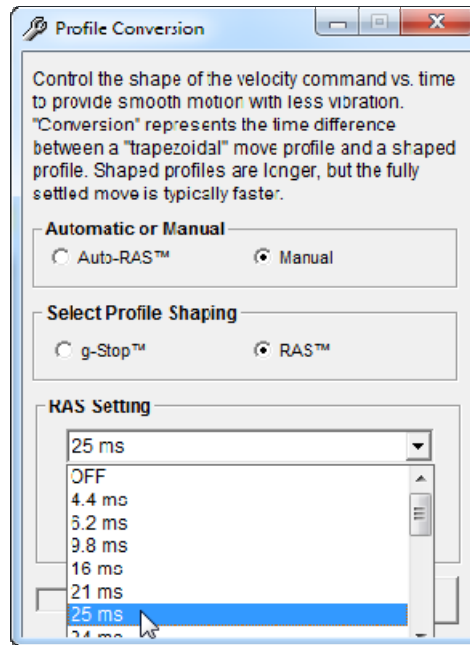 Profile Conversion
Control the shape of the velocity command vs. time
to provide smooth motion with less vibration.
"Conversion" represents the time difference
between a "trapezoidal" move profile and a shaped
profile. Shaped profiles are longer, but the fully
settled move is typically faster.
Automatic or Manual
Auto-RAS™ Manual
Select Profile Shaping
g-Stop™ RAS™
RAS Setting
25 ms
OFF
4.4 ms
6.2 ms
9.8 ms
16 ms
21 ms
25 ms